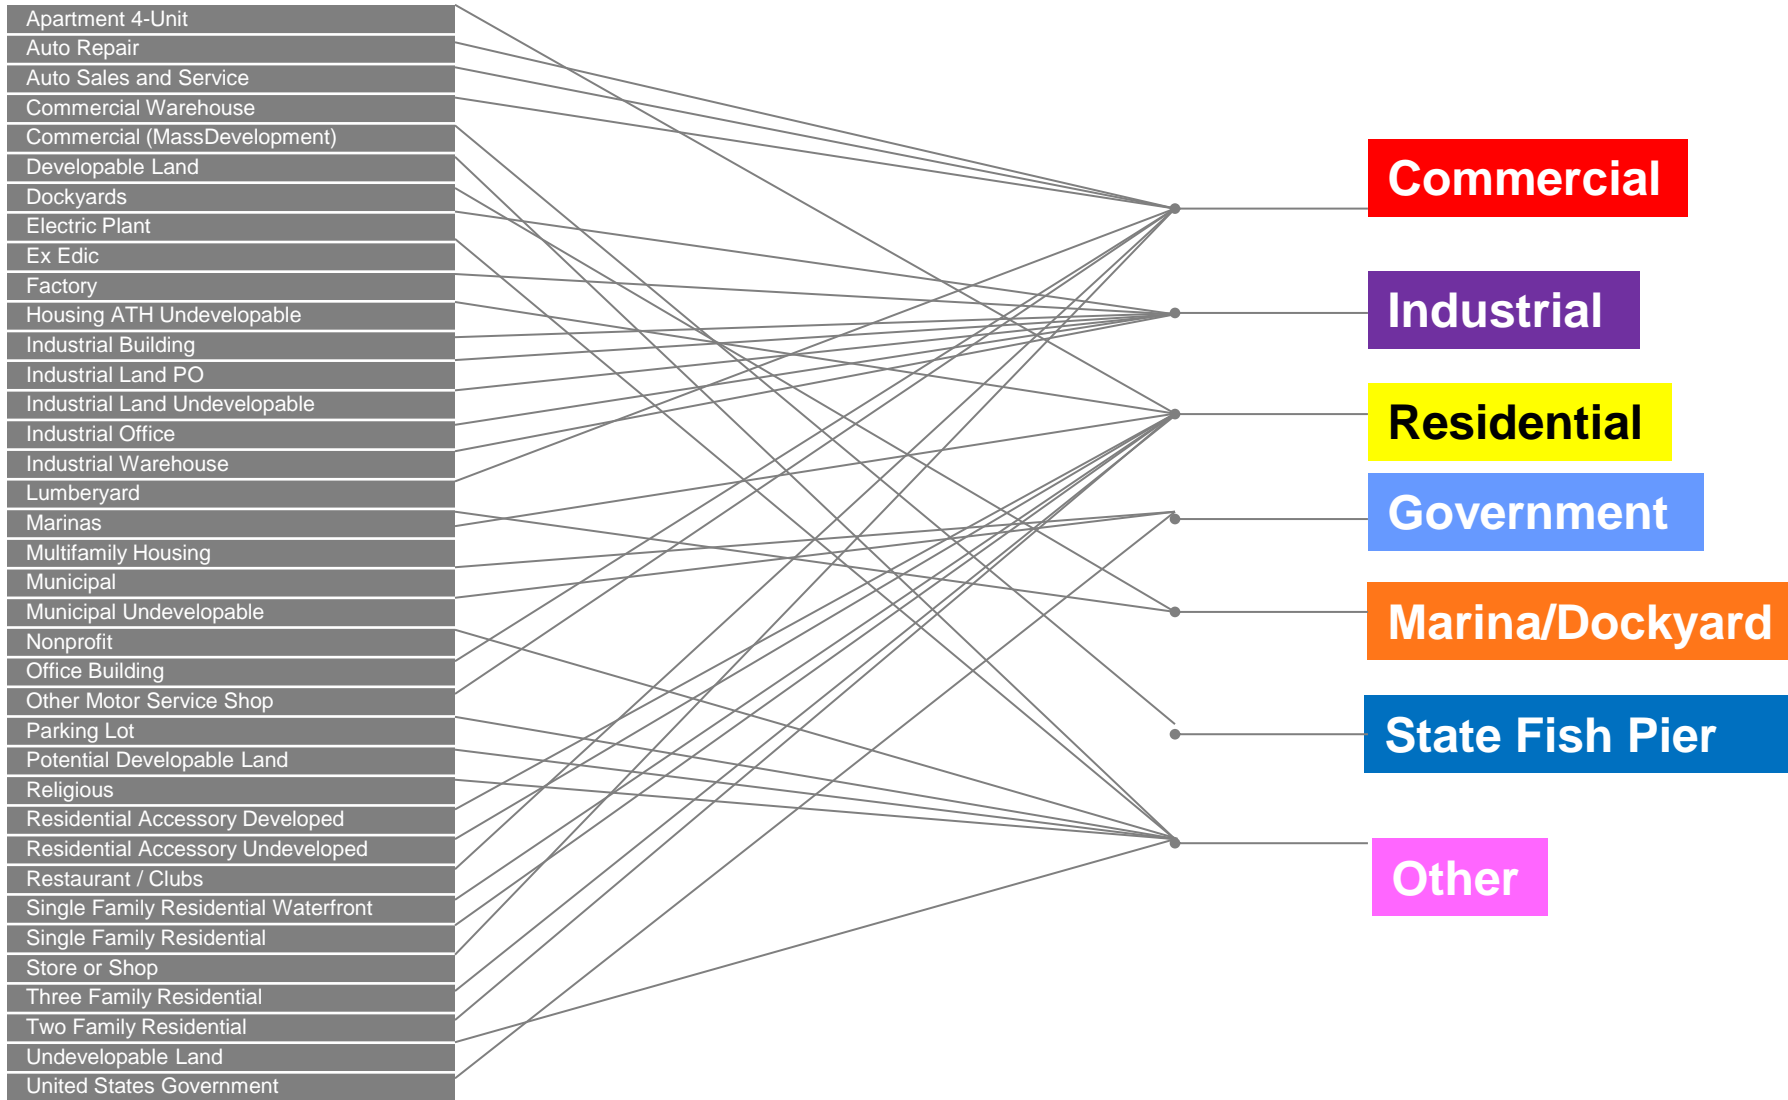 Apartment 4-Unit
Auto Repair
Auto Sales and Service
Commercial Warehouse
Commercial (MassDevelopment)
Developable Land
Dockyards
Electric Plant
Ex Edic
Factory
Housing ATH Undevelopable
Industrial Building
Industrial Land PO
Industrial Land Undevelopable
Industrial Office
Industrial Warehouse
Lumberyard
Marinas
Multifamily Housing
Municipal
Municipal Undevelopable
Nonprofit
Office Building
Other Motor Service Shop
Parking Lot
Potential Developable Land
Religious
Residential Accessory Developed
Residential Accessory Undeveloped
Restaurant / Clubs
Single Family Residential Waterfront
Single Family Residential
Store or Shop
Three Family Residential
Two Family Residential
Undevelopable Land
United States Government
Commercial
Industrial
Residential
Government
Marina/Dockyard
State Fish Pier
Other